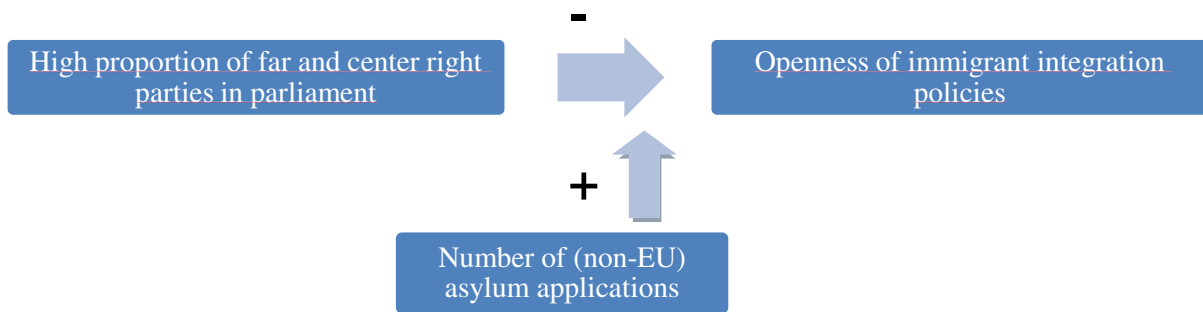 -
High proportion of far and center right
parties in parliament
Openness of immigrant integration
policies
+
Number of (non-EU)
asylum applications